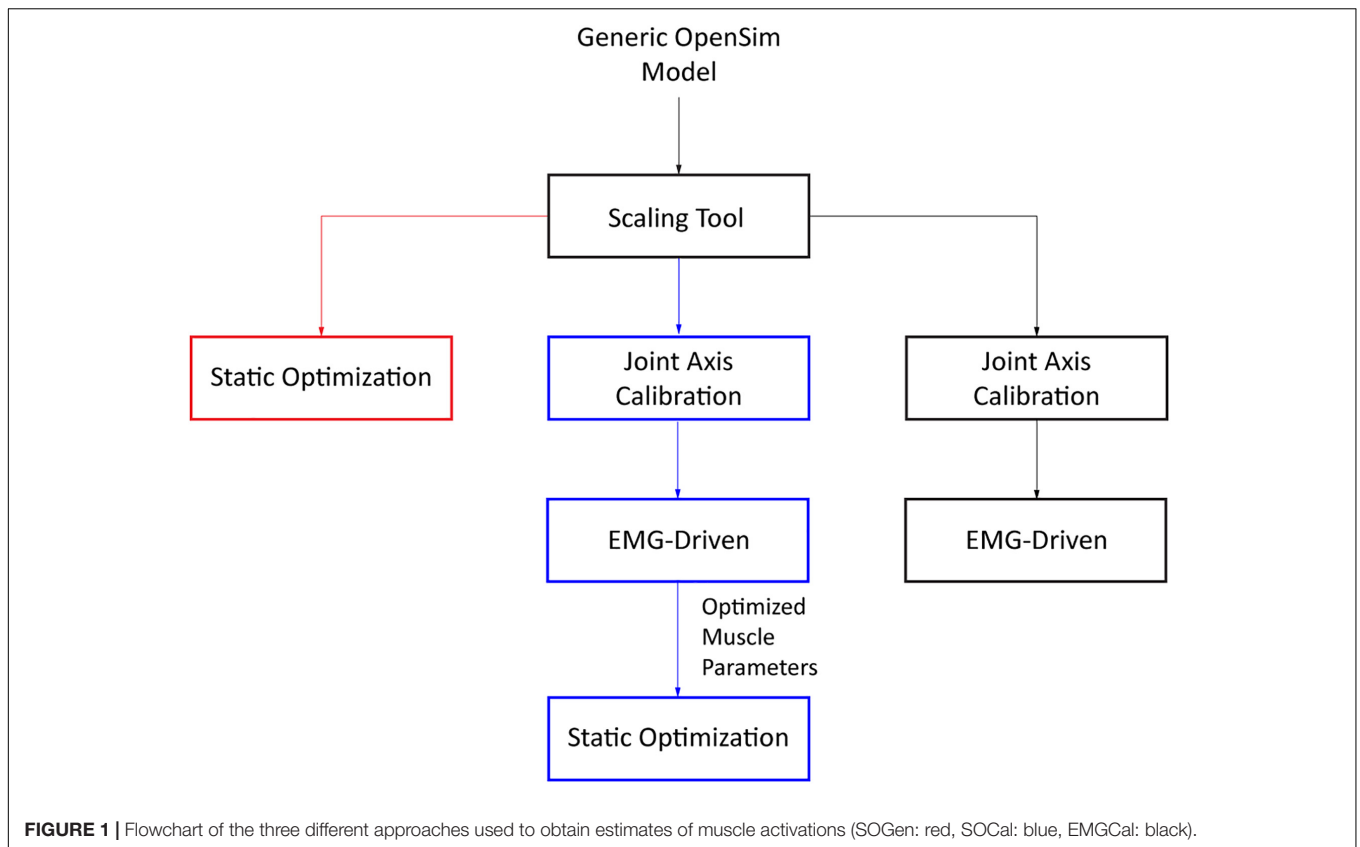 Generic OpenSim
Model
Scaling Tool
Static Optimization
Joint Axis
Calibration
Joint Axis
Calibration
EMG-Driven
EMG-Driven
Optimized
Muscle
Parameters
Static Optimization
FIGURE 1 | Flowchart of the three different approaches used to obtain estimates of muscle activations (SOGen: red, SOCal: blue, EMGCal: black).